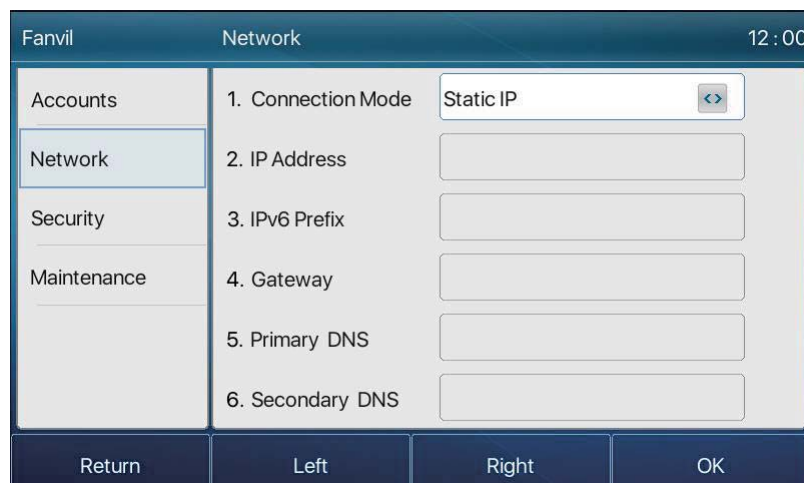 Fanvil Network 12:00
Accounts
Network
Security
Maintenance
1. Connection Mode Static IP
2. IP Address
3. IPv6 Prefix
4. Gateway
5. Primary DNS
6. Secondary DNS
Return Left Right OK